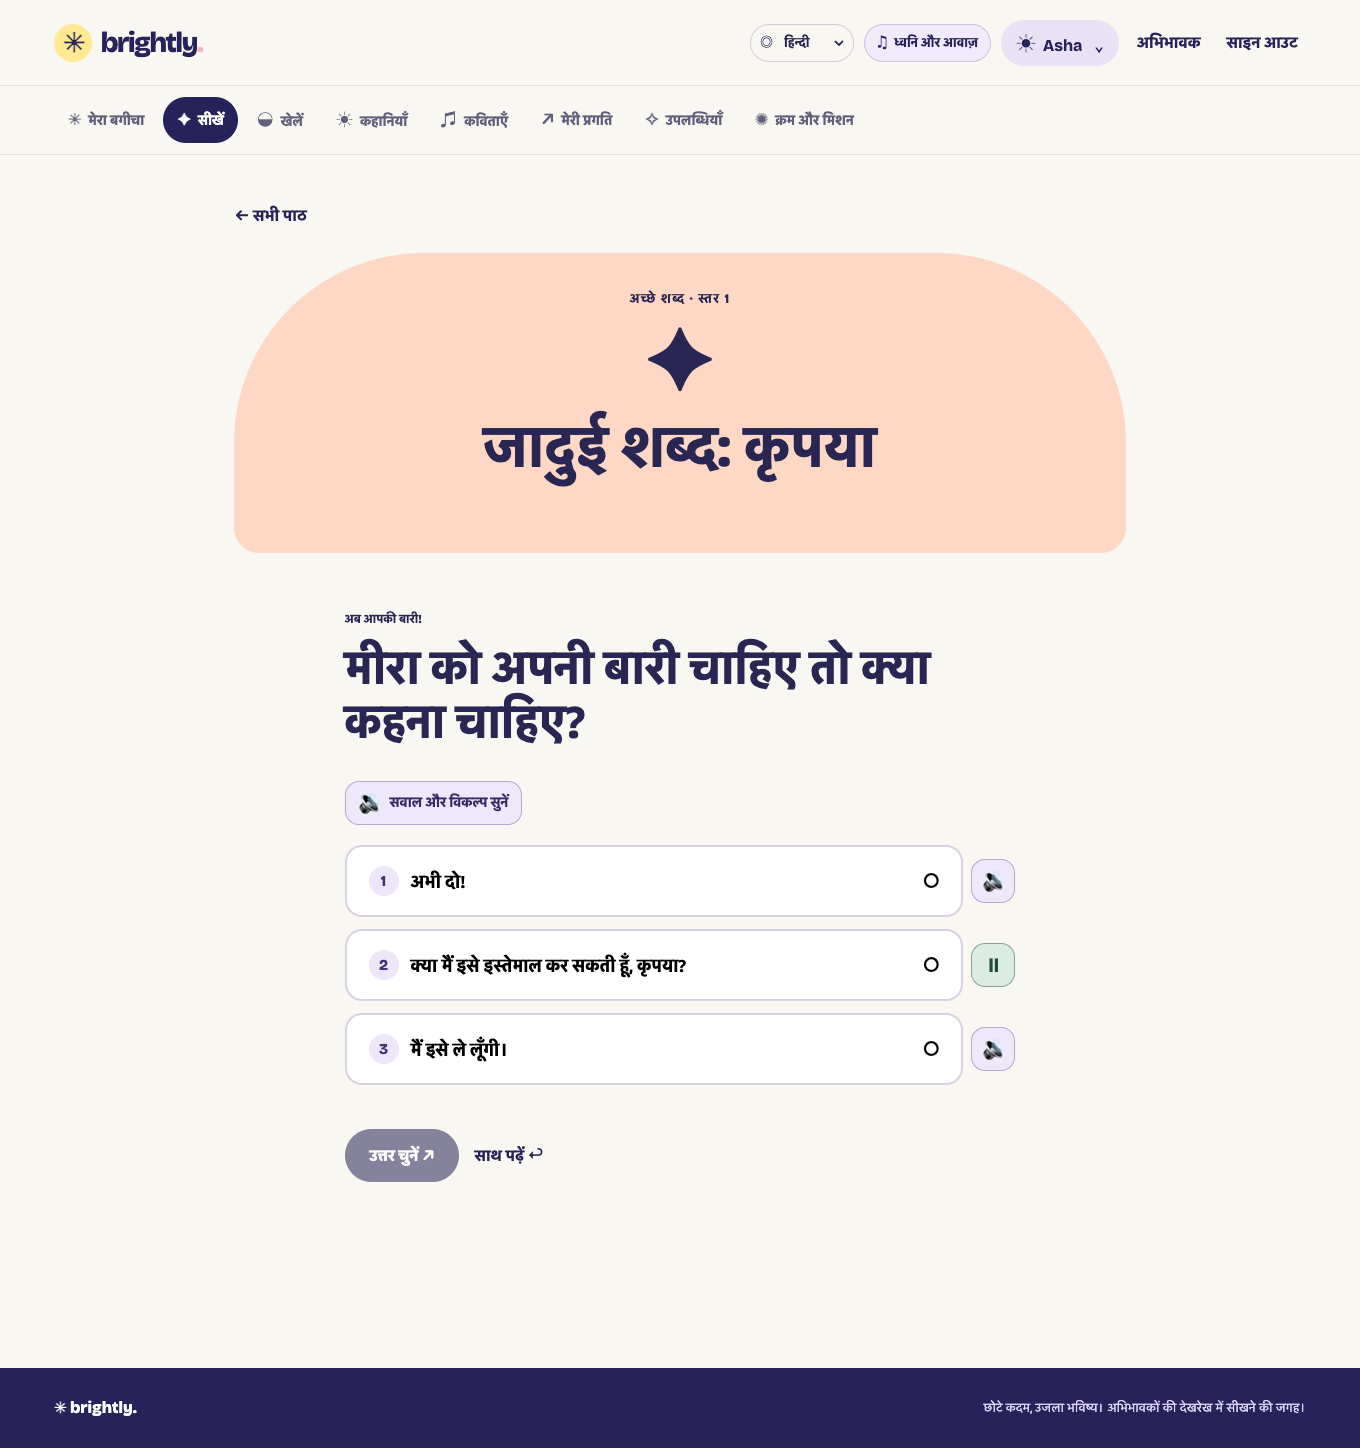 brightly.
हिन्दी
ध्वनि और आवाज़
Asha
अभिभावक
साइन आउट
मेरा बगीचा
सीखें
खेलें
कहानियाँ
कविताएँ
मेरी प्रगति
उपलब्धियाँ
क्रम और मिशन
← सभी पाठ
अच्छे शब्द · स्तर 1
जादुई शब्द: कृपया
अब आपकी बारी!
मीरा को अपनी बारी चाहिए तो क्या
कहना चाहिए?
सवाल और विकल्प सुनें
1 अभी दो!
2 क्या मैं इसे इस्तेमाल कर सकती हूँ, कृपया?
3 मैं इसे ले लूँगी।
उत्तर चुनें ↗
साथ पढ़ें ↩
brightly.
छोटे कदम, उजला भविष्य। अभिभावकों की देखरेख में सीखने की जगह।